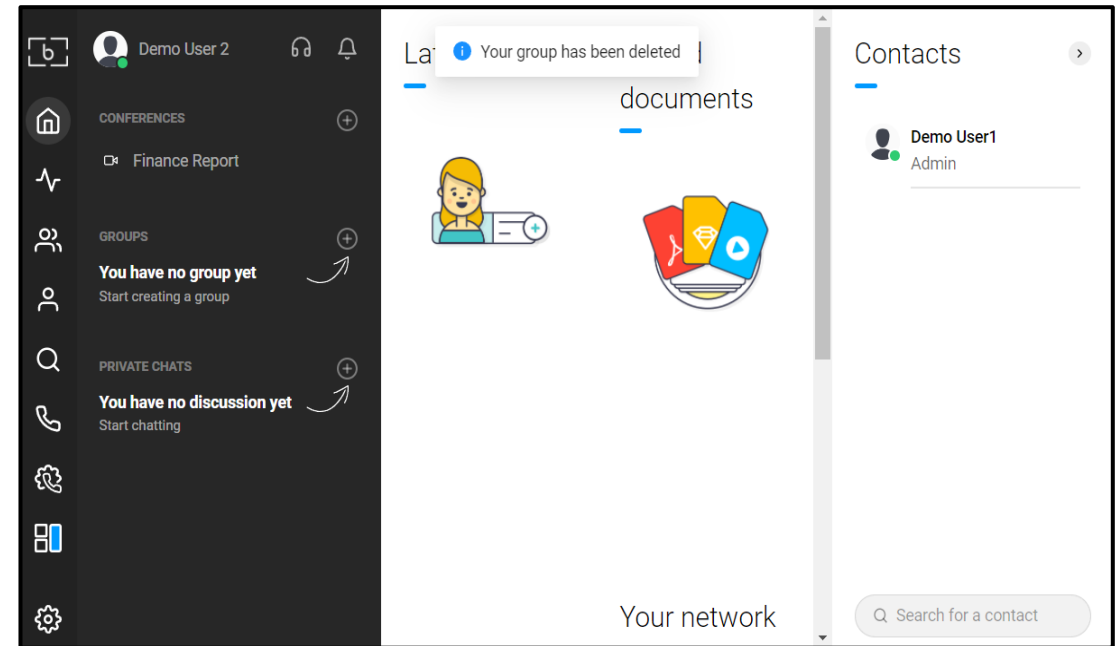 b
Demo User 2
CONFERENCES
Finance Report
GROUPS
You have no group yet
Start creating a group
PRIVATE CHATS
You have no discussion yet
Start chatting
Your group has been deleted
documents
Your network
Contacts
Demo User1
Admin
Search for a contact